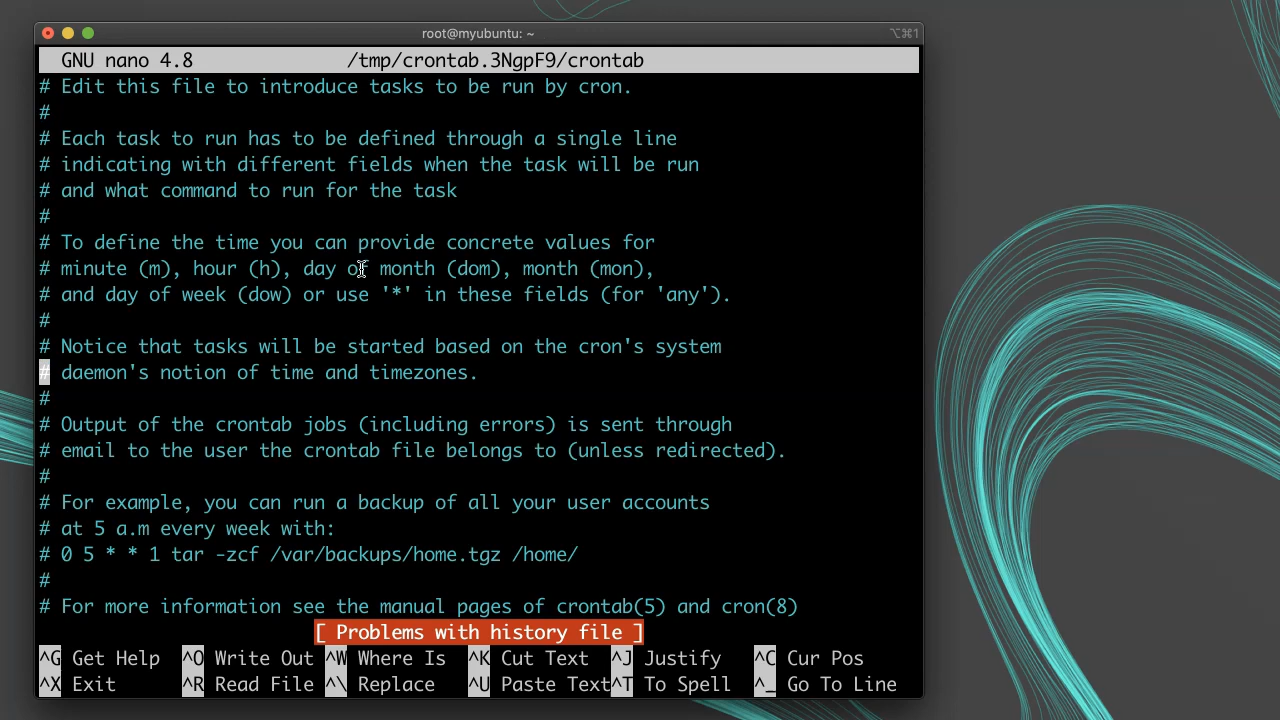 root@myubuntu: ~
⌥⌘1
GNU nano 4.8 /tmp/crontab.3NgpF9/crontab
# Edit this file to introduce tasks to be run by cron.
#
# Each task to run has to be defined through a single line
# indicating with different fields when the task will be run
# and what command to run for the task
#
# To define the time you can provide concrete values for
# minute (m), hour (h), day of month (dom), month (mon),
# and day of week (dow) or use '*' in these fields (for 'any').
#
# Notice that tasks will be started based on the cron's system
# daemon's notion of time and timezones.
#
# Output of the crontab jobs (including errors) is sent through
# email to the user the crontab file belongs to (unless redirected).
#
# For example, you can run a backup of all your user accounts
# at 5 a.m every week with:
# 0 5 * * 1 tar -zcf /var/backups/home.tgz /home/
#
# For more information see the manual pages of crontab(5) and cron(8)
[ Problems with history file ]
^G Get Help ^O Write Out ^W Where Is ^K Cut Text ^J Justify ^C Cur Pos
^X Exit ^R Read File ^\ Replace ^U Paste Text ^T To Spell ^_ Go To Line